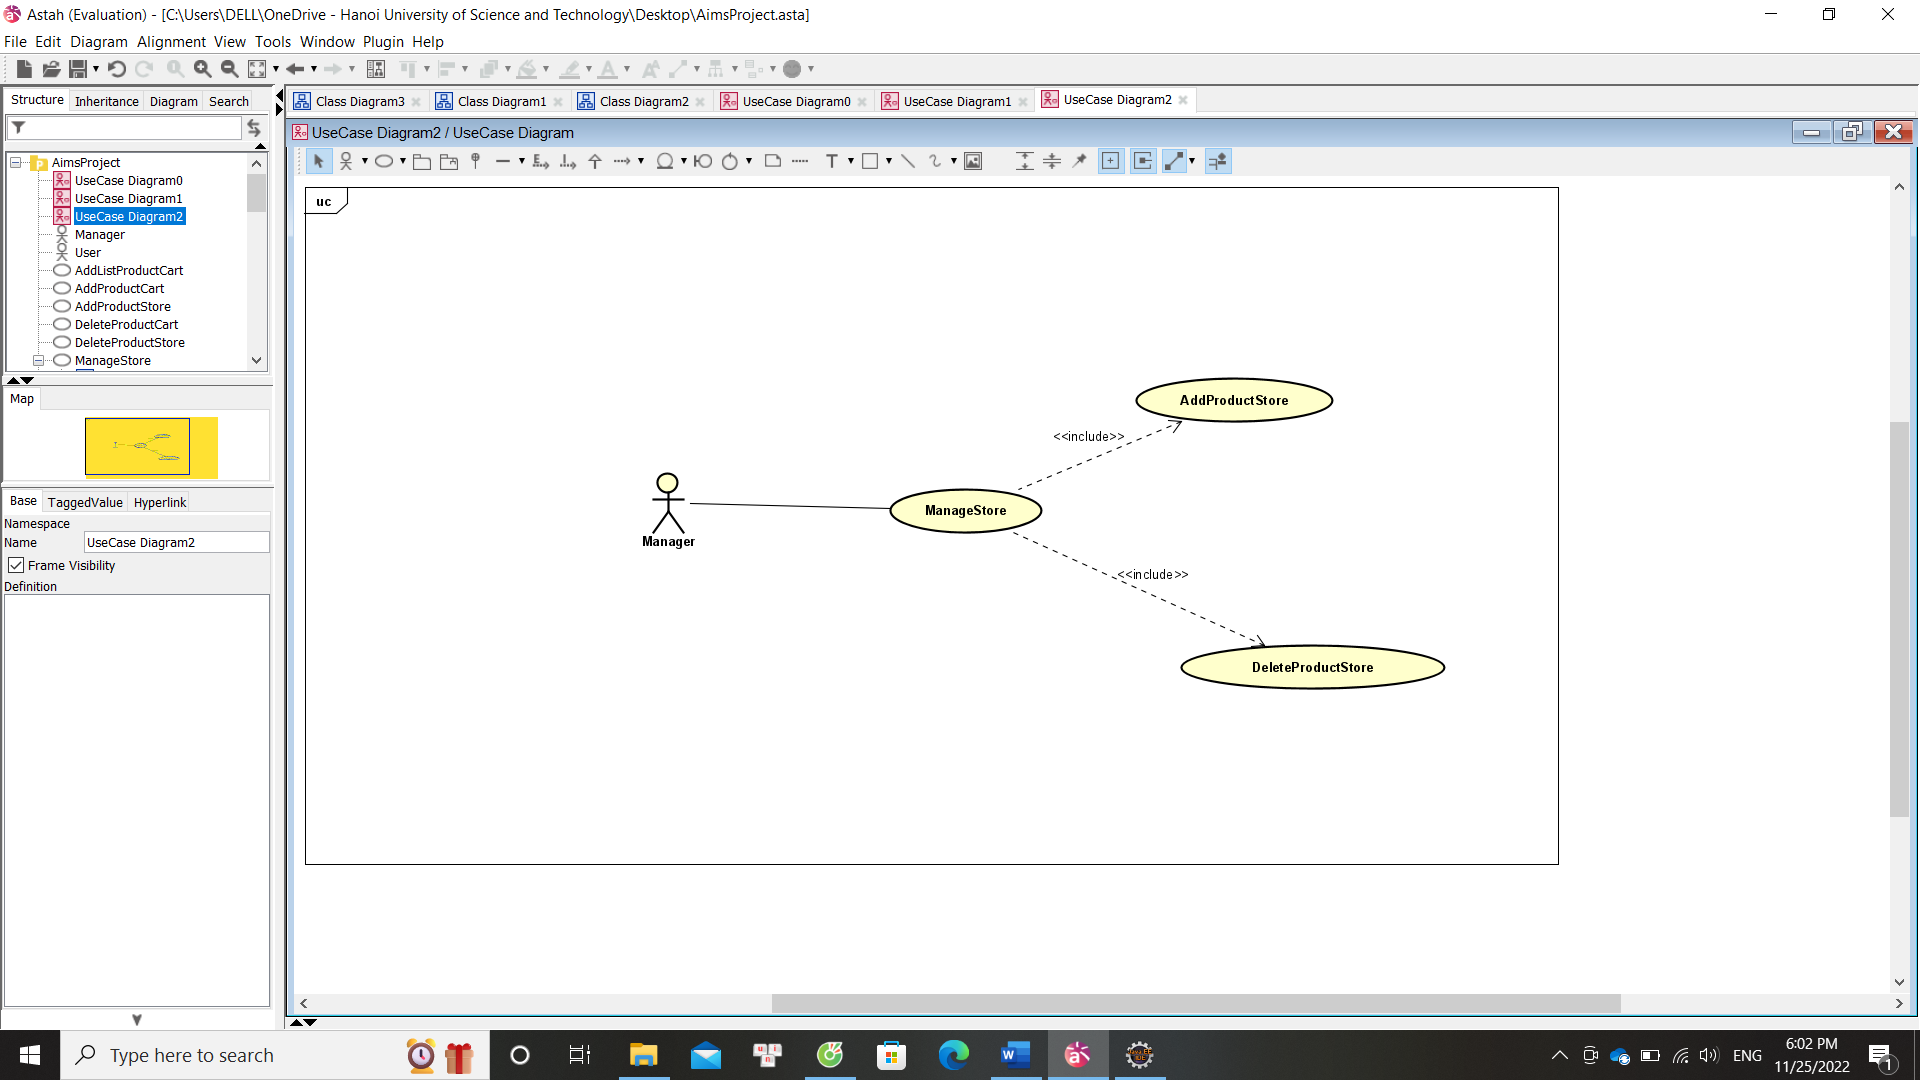 Astah (Evaluation) - [C:\Users\DELL\OneDrive - Hanoi University of Science and Technology\Desktop\AimsProject.asta]
File Edit Diagram Alignment View Tools Window Plugin Help
Structure Inheritance Diagram Search
Class Diagram3 Class Diagram1 Class Diagram2 UseCase Diagram0 UseCase Diagram1 UseCase Diagram2
UseCase Diagram2 / UseCase Diagram
AimsProject
UseCase Diagram0
UseCase Diagram1
UseCase Diagram2
Manager
User
AddListProductCart
AddProductCart
AddProductStore
DeleteProductCart
DeleteProductStore
ManageStore
Map
Base TaggedValue Hyperlink
Namespace
Name UseCase Diagram2
Frame Visibility
Definition
uc
AddProductStore
<<include>>
ManageStore
Manager
<<include>>
DeleteProductStore
Type here to search
ENG
6:02 PM
11/25/2022
1